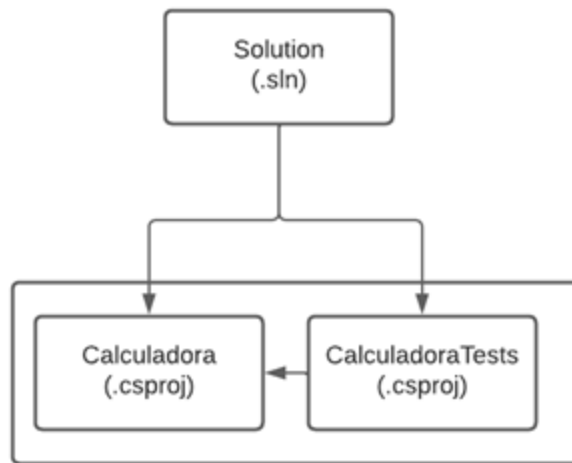 Solution
(.sln)
Calculadora
(.csproj)
CalculadoraTests
(.csproj)